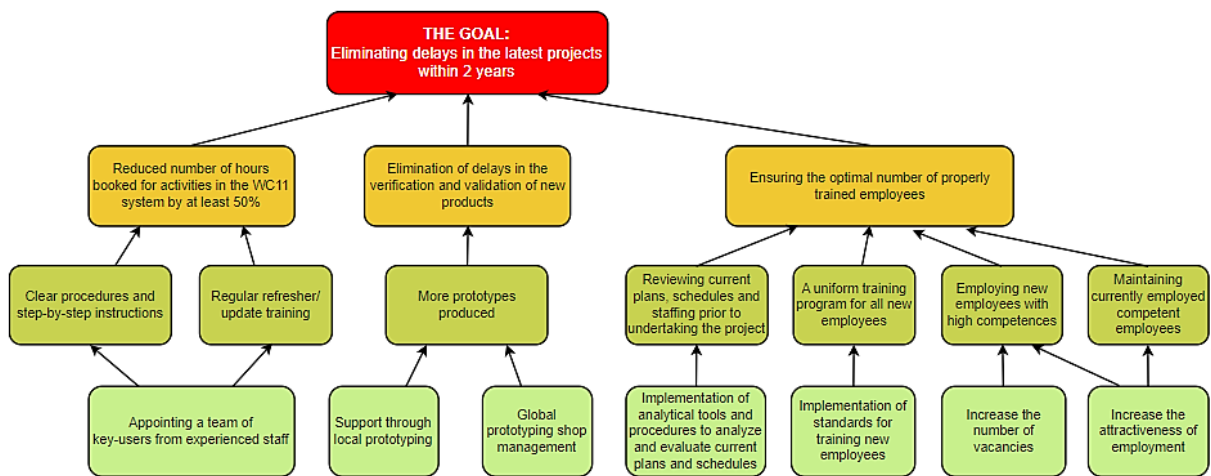 THE GOAL:
Eliminating delays in the latest projects
within 2 years
Reduced number of hours
booked for activities in the WC11
system by at least 50%
Elimination of delays in the
verification and validation of new
products
Ensuring the optimal number of properly
trained employees
Clear procedures and
step-by-step instructions
Regular refresher/
update training
More prototypes
produced
Reviewing current
plans, schedules and
staffing prior to
undertaking the project
A uniform training
program for all new
employees
Employing new
employees with
high competences
Maintaining
currently employed
competent
employees
Appointing a team of
key-users from experienced staff
Support through
local prototyping
Global
prototyping shop
management
Implementation of
analytical tools and
procedures to analyze
and evaluate current
plans and schedules
Implementation of
standards for
training new
employees
Increase the
number of
vacancies
Increase the
attractiveness of
employment